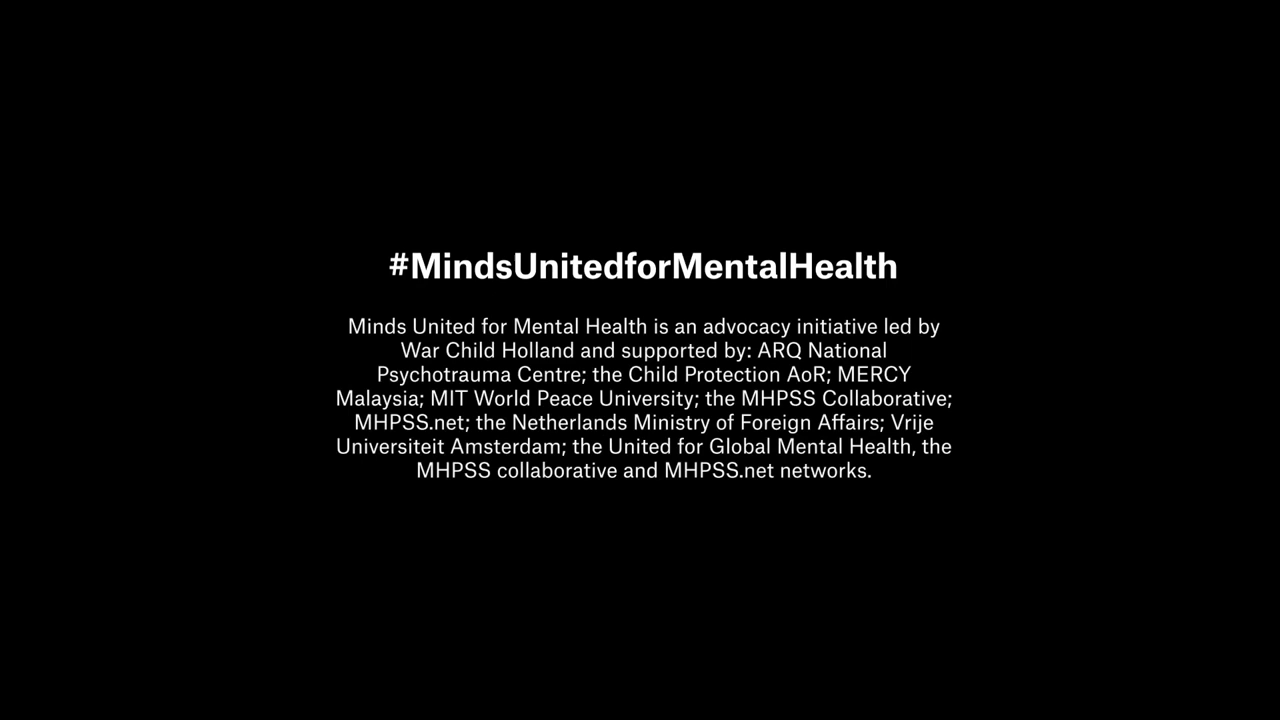 #MindsUnitedforMentalHealth
Minds United for Mental Health is an advocacy initiative led by
War Child Holland and supported by: ARQ National
Psychotrauma Centre; the Child Protection AoR; MERCY
Malaysia; MIT World Peace University; the MHPSS Collaborative;
MHPSS.net; the Netherlands Ministry of Foreign Affairs; Vrije
Universiteit Amsterdam; the United for Global Mental Health, the
MHPSS collaborative and MHPSS.net networks.